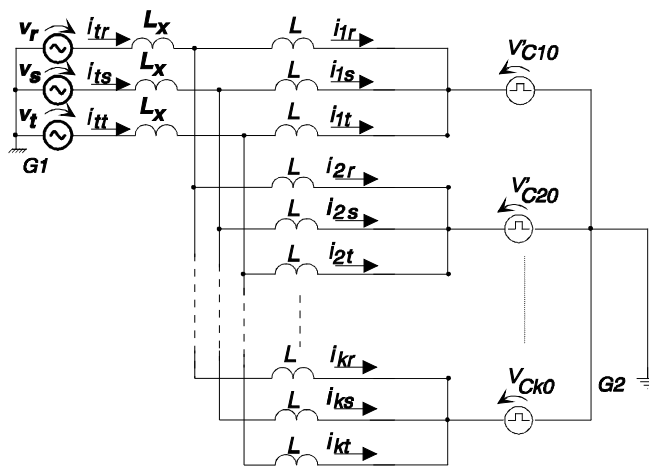 v_r i_tr L_X L i_1r
v_s i_ts L_X L i_1s V'_C10
v_t i_tt L_X L i_1t
G1
L i_2r
L i_2s V'_C20
L i_2t
L i_kr
L i_ks V_Ck0 G2
L i_kt